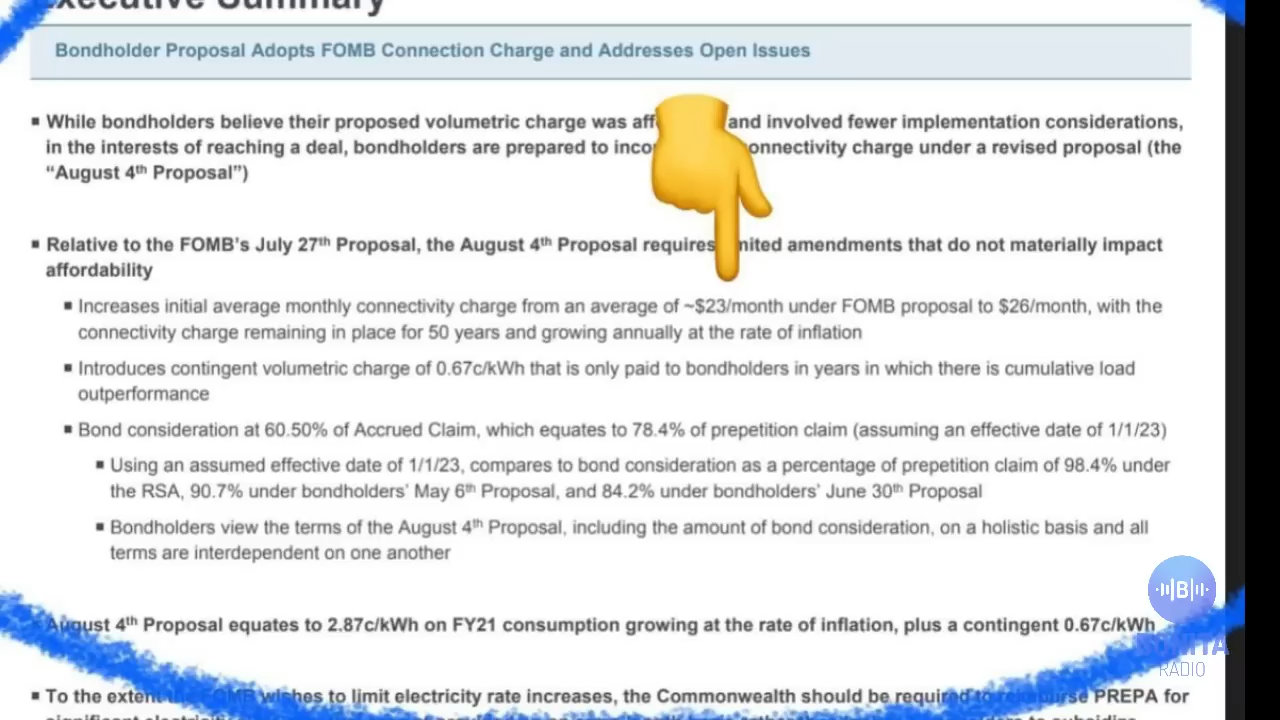 Executive Summary
Bondholder Proposal Adopts FOMB Connection Charge and Addresses Open Issues
▪ While bondholders believe their proposed volumetric charge was and involved fewer implementation considerations,
in the interests of reaching a deal, bondholders are prepared to charge under a revised proposal (the
“August 4th Proposal”)
▪ Relative to the FOMB’s July 27th Proposal, the August 4th Proposal requires amendments that do not materially impact
affordability
▪ Increases initial average monthly connectivity charge from an average of ~$23/month under FOMB proposal to $26/month, with the
connectivity charge remaining in place for 50 years and growing annually at the rate of inflation
▪ Introduces contingent volumetric charge of 0.67c/kWh that is only paid to bondholders in years in which there is cumulative load
outperformance
▪ Bond consideration at 60.50% of Accrued Claim, which equates to 78.4% of prepetition claim (assuming an effective date of 1/1/23)
▪ Using an assumed effective date of 1/1/23, compares to bond consideration as a percentage of prepetition claim of 98.4% under
the RSA, 90.7% under bondholders’ May 6th Proposal, and 84.2% under bondholders’ June 30th Proposal
▪ Bondholders view the terms of the August 4th Proposal, including the amount of bond consideration, on a holistic basis and all
terms are interdependent on one another
August 4th Proposal equates to 2.87c/kWh on FY21 consumption growing at the rate of inflation, plus a contingent 0.67c/kWh
▪ To the extent the FOMB wishes to limit electricity rate increases, the Commonwealth should be required to reimburse PREPA for
B
BONITA
RADIO